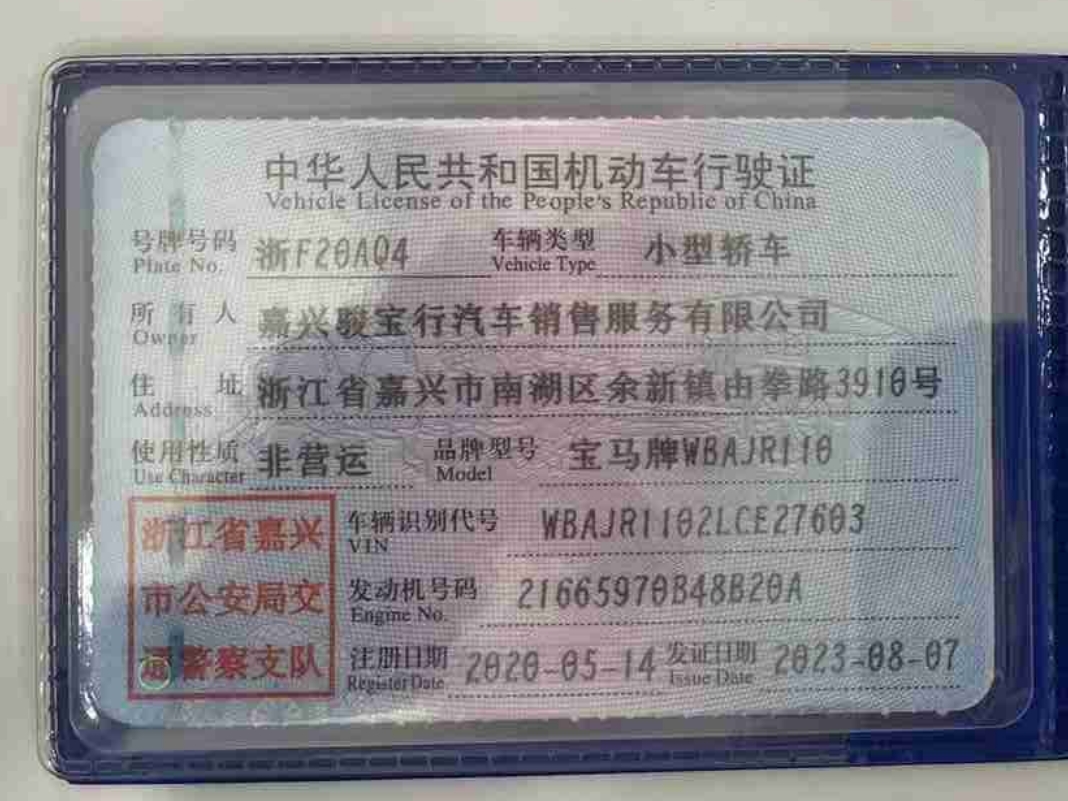 中华人民共和国机动车行驶证
Vehicle License of the People's Republic of China
号牌号码 浙F20AQ4 车辆类型 小型轿车
Plate No. Vehicle Type
所有人 嘉兴骏宝行汽车销售服务有限公司
Owner
住址 浙江省嘉兴市南湖区余新镇由拳路3910号
Address
使用性质 非营运 品牌型号 宝马牌WBAJR110
Use Character Model
浙江省嘉兴
市公安局交
通警察支队
车辆识别代号 WBAJR1102LCE27603
VIN
发动机号码 21665970B48B20A
Engine No.
注册日期 2020-05-14 发证日期 2023-08-07
Register Date Issue Date